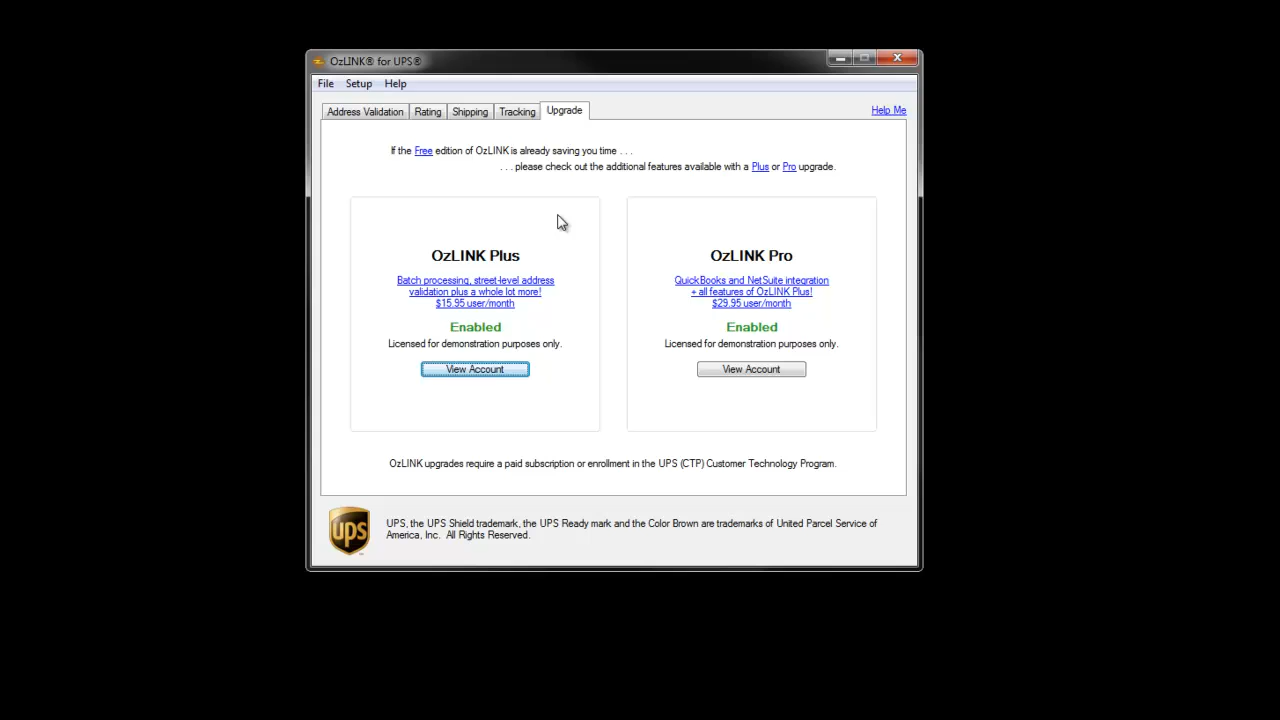 OzLINK® for UPS®
File Setup Help
Address Validation Rating Shipping Tracking Upgrade Help Me
If the Free edition of OzLINK is already saving you time . . .
. . . please check out the additional features available with a Plus or Pro upgrade.
OzLINK Plus
Batch processing, street-level address
validation plus a whole lot more!
$15.95 user/month
Enabled
Licensed for demonstration purposes only.
View Account
OzLINK Pro
QuickBooks and NetSuite integration
+ all features of OzLINK Plus!
$29.95 user/month
Enabled
Licensed for demonstration purposes only.
View Account
OzLINK upgrades require a paid subscription or enrollment in the UPS (CTP) Customer Technology Program.
ups
UPS, the UPS Shield trademark, the UPS Ready mark and the Color Brown are trademarks of United Parcel Service of
America, Inc. All Rights Reserved.